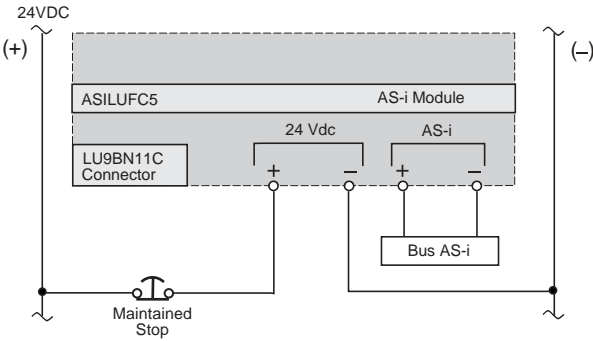 24VDC
(+)
(–)
ASILUFC5
AS-i Module
24 Vdc
AS-i
LU9BN11C
Connector
+
–
+
–
Bus AS-i
Maintained
Stop